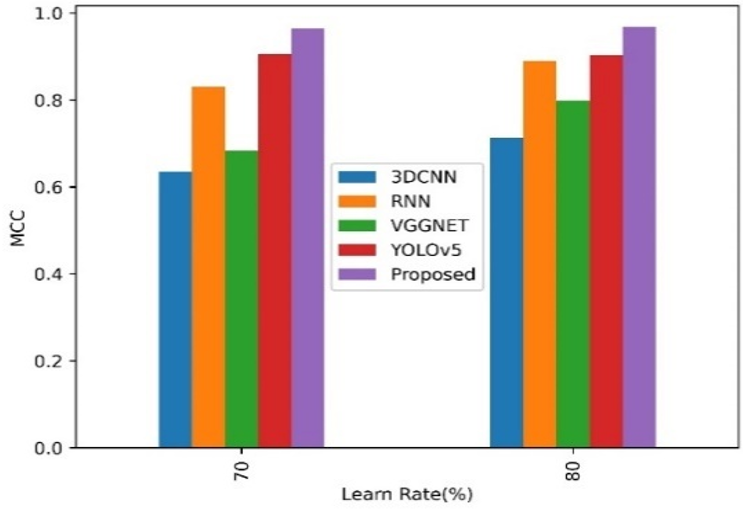 1.0
0.8
0.6
0.4
0.2
0.0
MCC
3DCNN
RNN
VGGNET
YOLOv5
Proposed
70
80
Learn Rate(%)